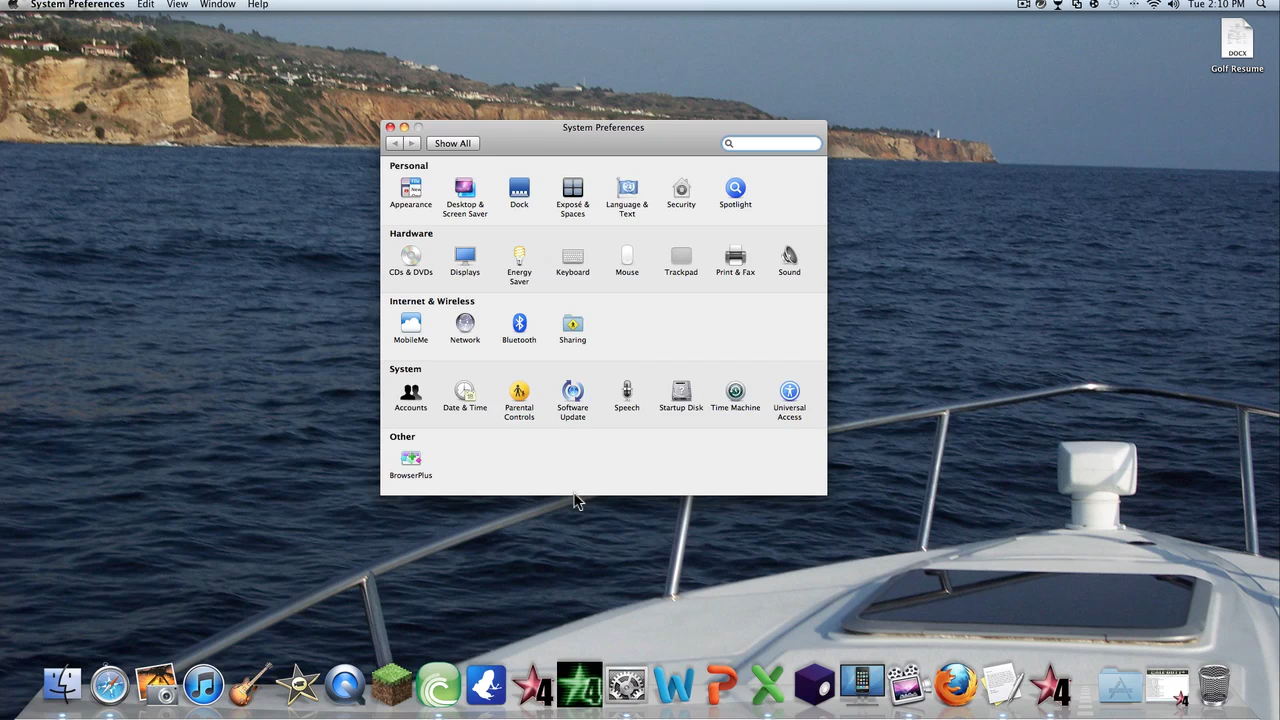 System Preferences Edit View Window Help Tue 2:10 PM
DOCX
Golf Resume
System Preferences
Show All
Personal
Appearance Desktop & Screen Saver Dock Exposé & Spaces Language & Text Security Spotlight
Hardware
CDs & DVDs Displays Energy Saver Keyboard Mouse Trackpad Print & Fax Sound
Internet & Wireless
MobileMe Network Bluetooth Sharing
System
Accounts Date & Time Parental Controls Software Update Speech Startup Disk Time Machine Universal Access
Other
BrowserPlus
4 4 W P X 4